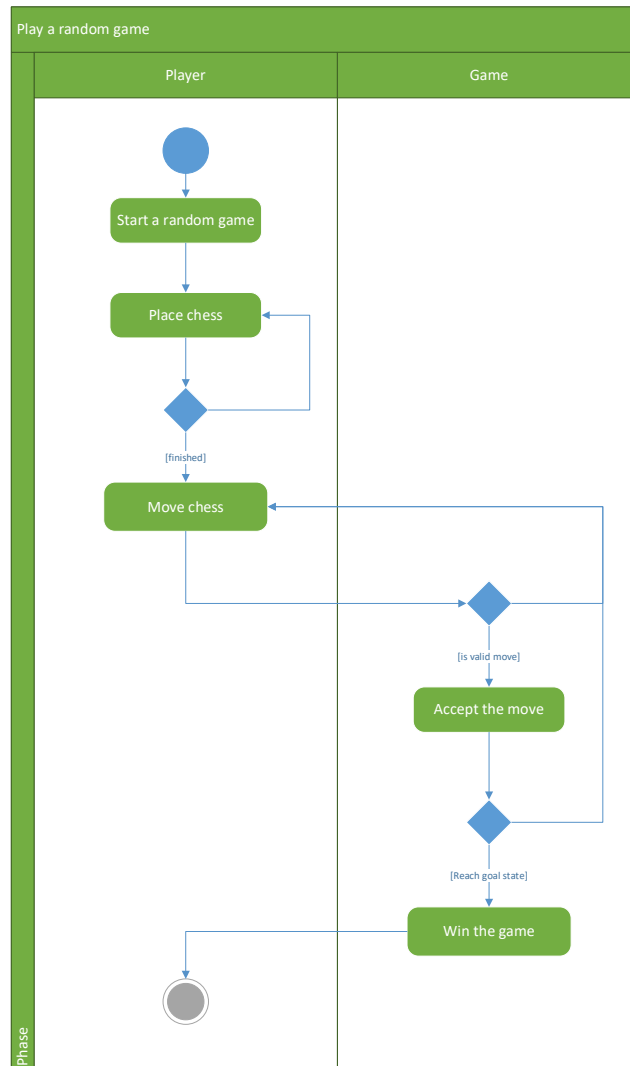 Play a random game
Player
Game
Start a random game
Place chess
[finished]
Move chess
[is valid move]
Accept the move
[Reach goal state]
Win the game
Phase